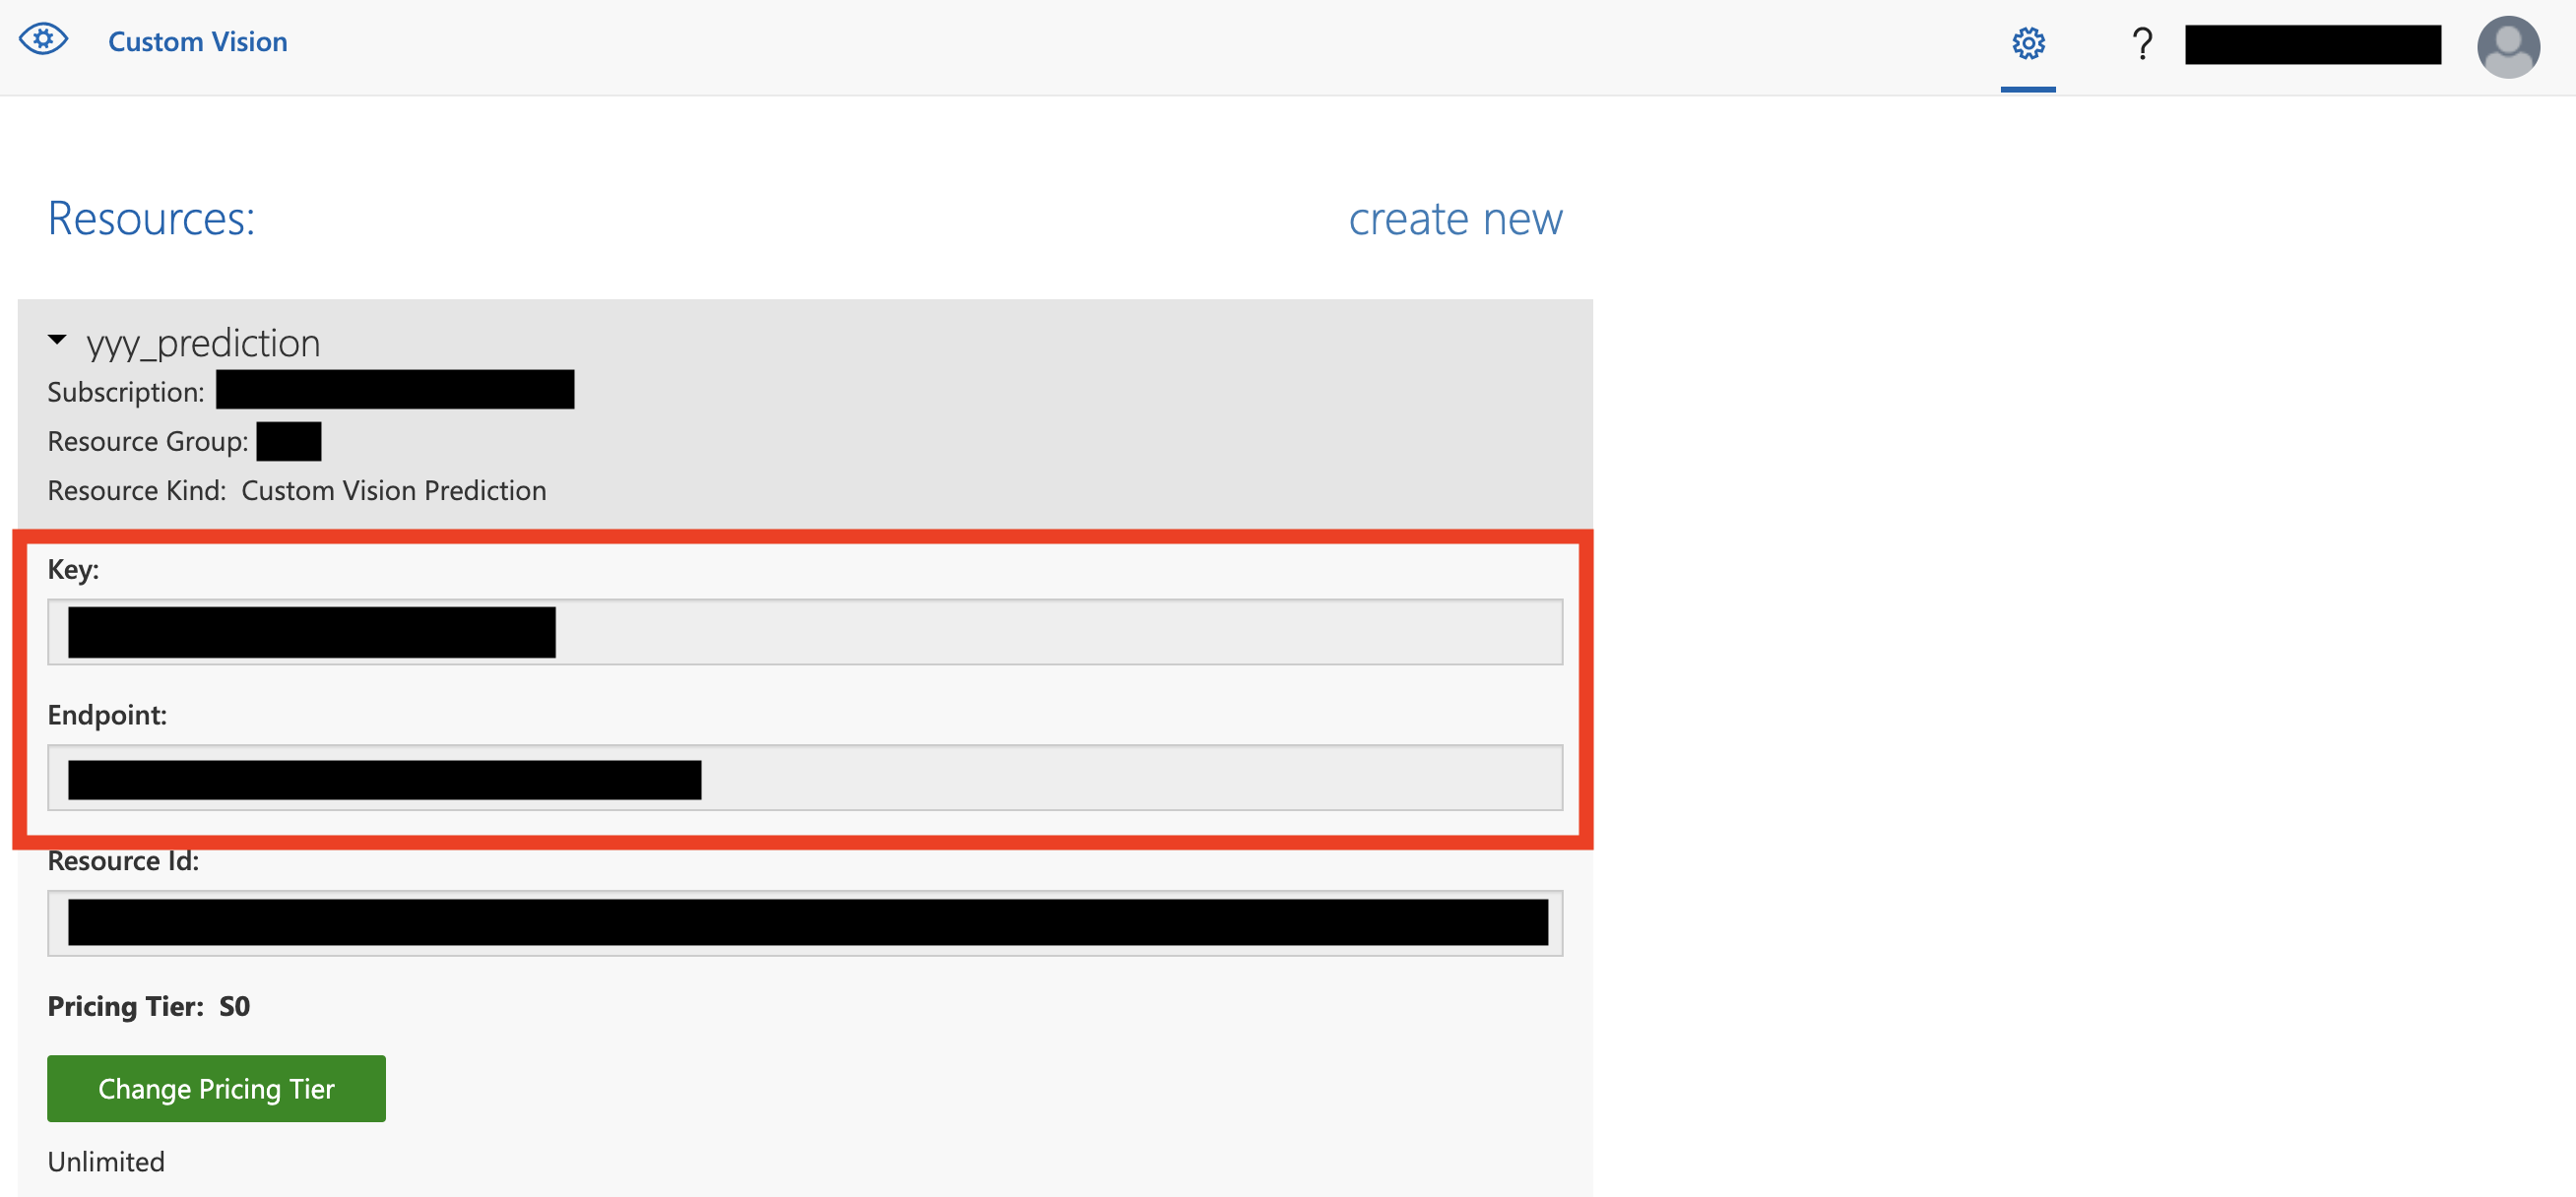 Custom Vision
?
Resources:
create new
yyy_prediction
Subscription:
Resource Group:
Resource Kind: Custom Vision Prediction
Key:
Endpoint:
Resource Id:
Pricing Tier: S0
Change Pricing Tier
Unlimited